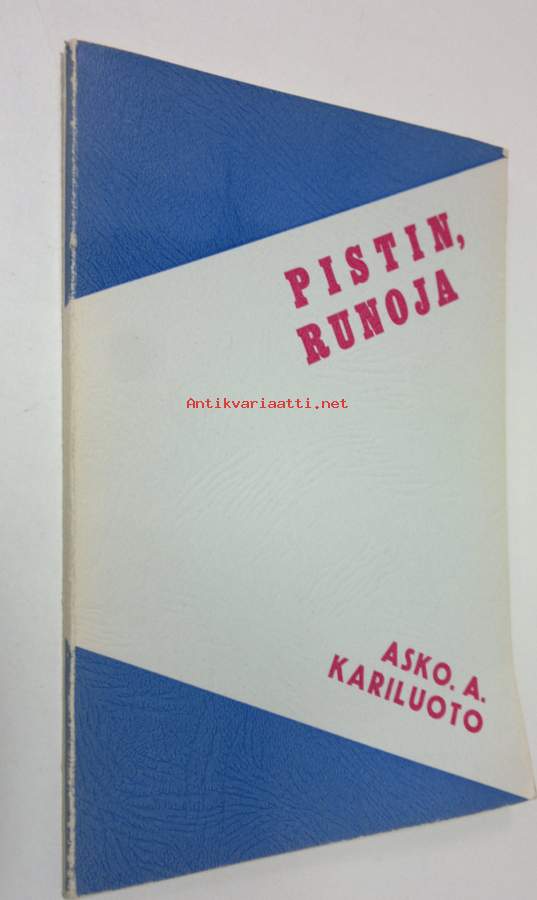 PISTIN,
RUNOJA
Antikvariaatti.net
ASKO. A.
KARILUOTO